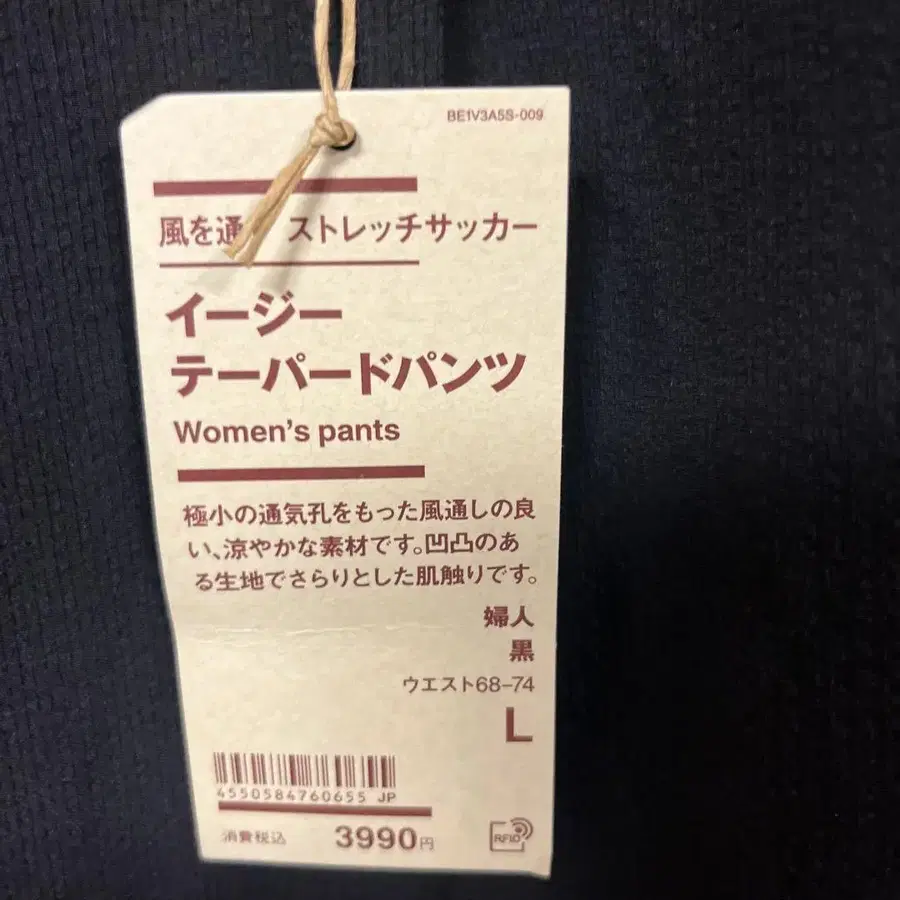 BE1V3A5S-009
風を通 ストレッチサッカー
イージー
テーパードパンツ
Women's pants
極小の通気孔をもった風通しの良
い、涼やかな素材です。凹凸のあ
る生地でさらりとした肌触りです。
婦人
黒
ウエスト68-74
L
4550584760655 JP
消費税込 3990円
RFID